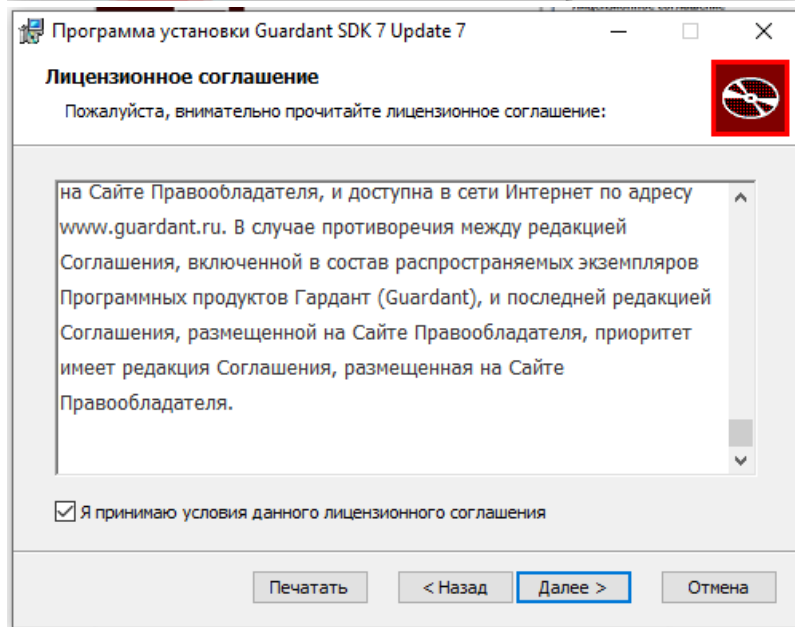 Лицензионное соглашение
Программа установки Guardant SDK 7 Update 7
Лицензионное соглашение
Пожалуйста, внимательно прочитайте лицензионное соглашение:
на Сайте Правообладателя, и доступна в сети Интернет по адресу
www.guardant.ru. В случае противоречия между редакцией
Соглашения, включенной в состав распространяемых экземпляров
Программных продуктов Гардант (Guardant), и последней редакцией
Соглашения, размещенной на Сайте Правообладателя, приоритет
имеет редакция Соглашения, размещенная на Сайте
Правообладателя.
Я принимаю условия данного лицензионного соглашения
Печатать
< Назад
Далее >
Отмена